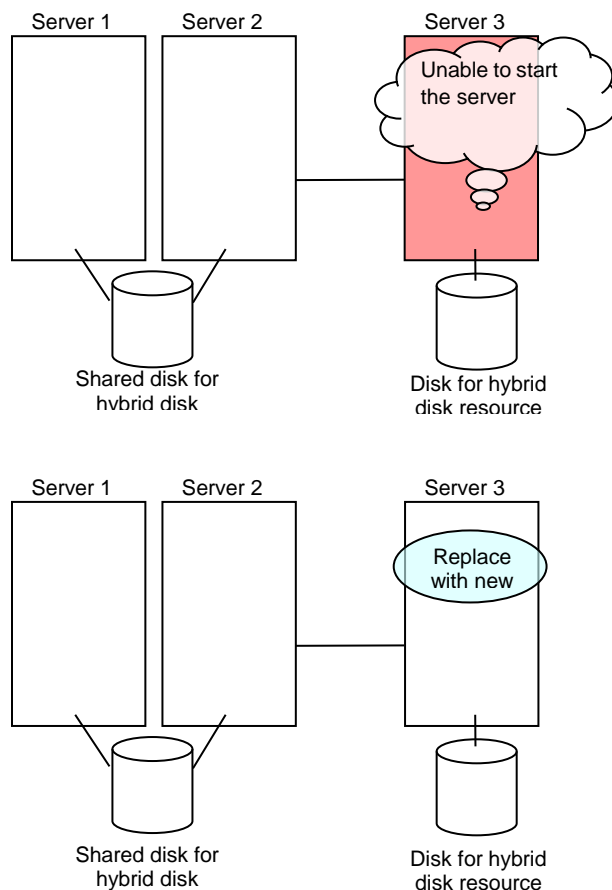 Server 1
Server 2
Server 3
Unable to start
the server
Shared disk for
hybrid disk
Disk for hybrid
disk resource
Server 1
Server 2
Server 3
Replace
with new
Shared disk for
hybrid disk
Disk for hybrid
disk resource